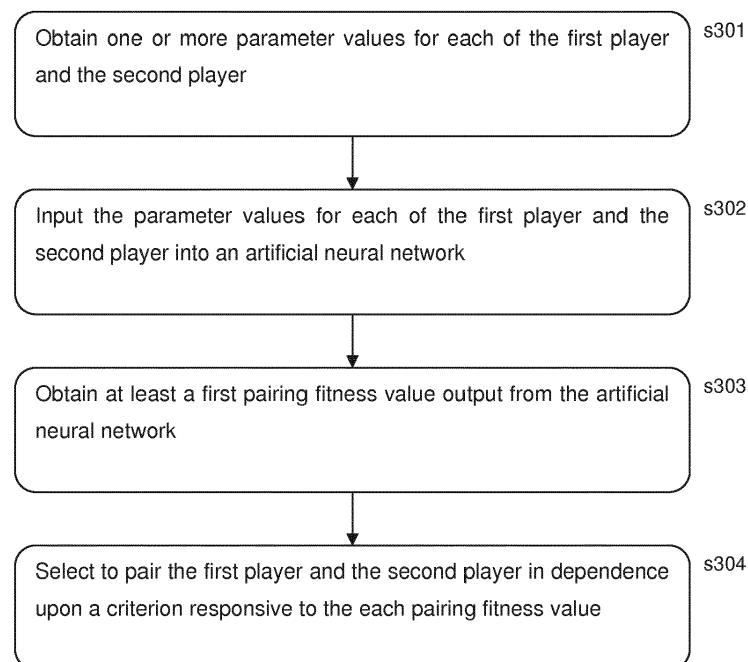 Obtain one or more parameter values for each of the first player
and the second player
s301
Input the parameter values for each of the first player and the
second player into an artificial neural network
s302
Obtain at least a first pairing fitness value output from the artificial
neural network
s303
Select to pair the first player and the second player in dependence
upon a criterion responsive to the each pairing fitness value
s304